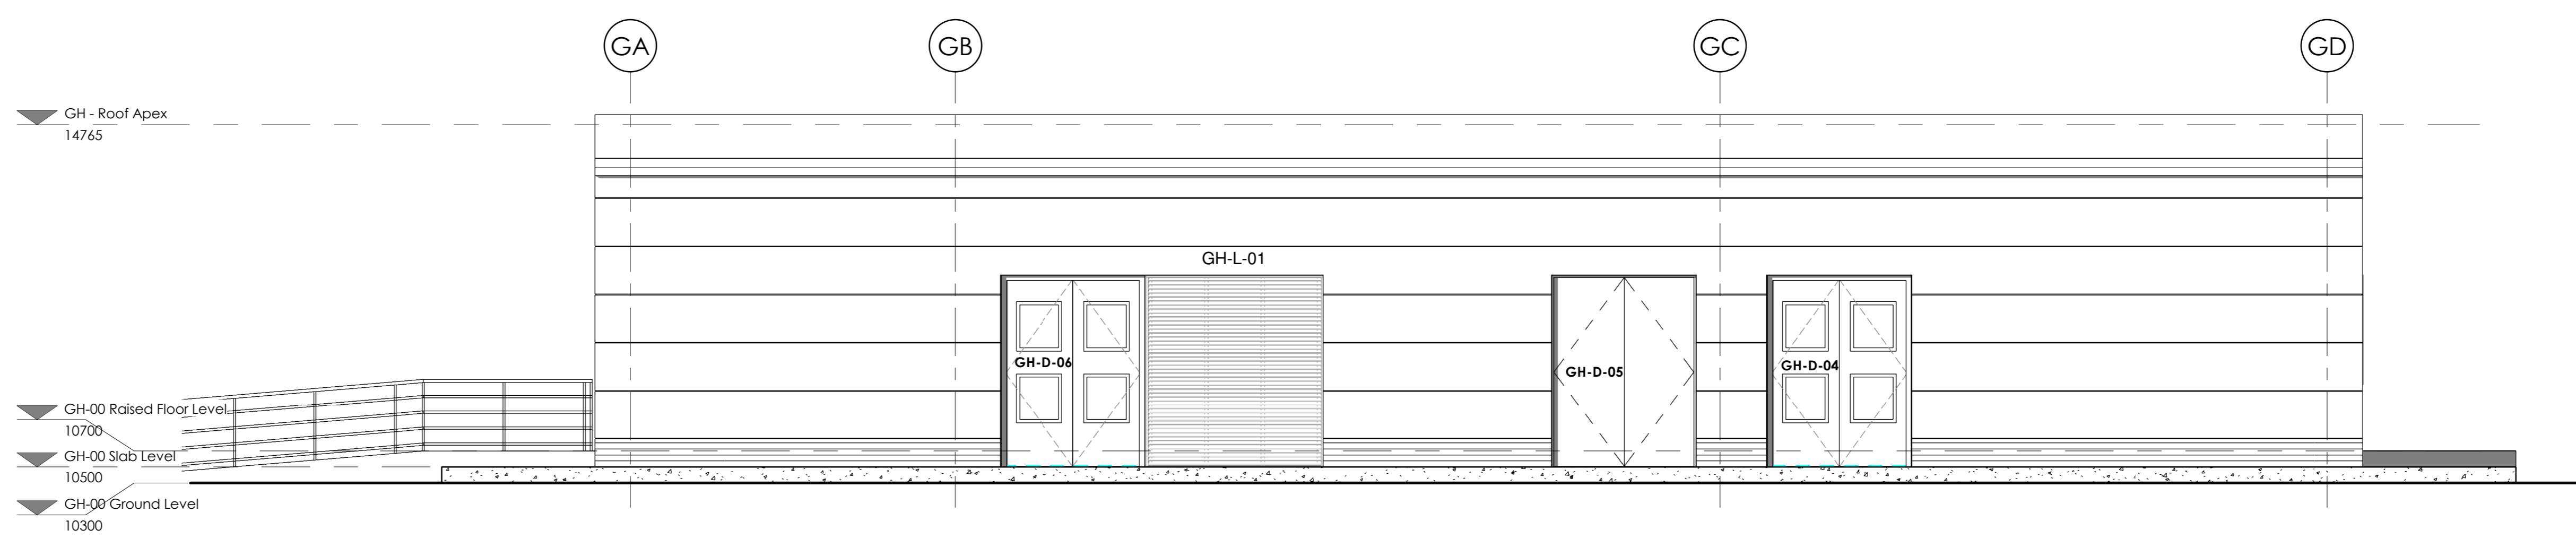 GA
GB
GC
GD
GH - Roof Apex
14765
GH-L-01
GH-D-06
GH-D-05
GH-D-04
GH-00 Raised Floor Level
10700
GH-00 Slab Level
10500
GH-00 Ground Level
10300